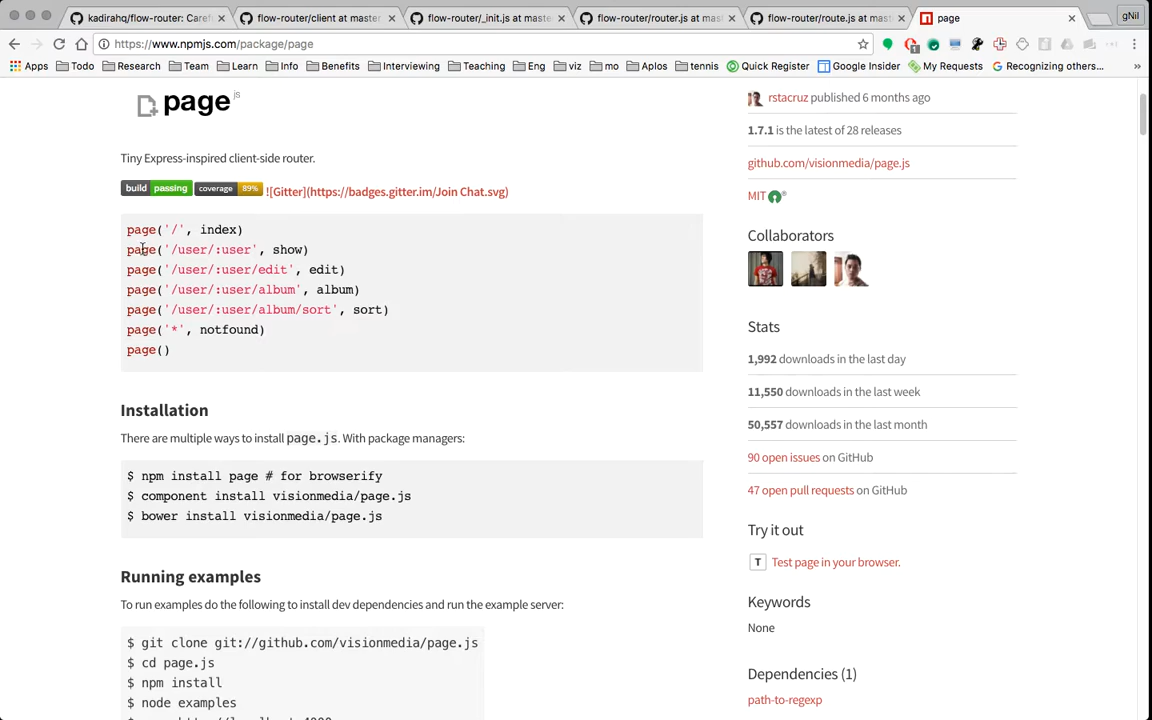 kadirahq/flow-router: Caref
flow-router/client at master
flow-router/_init.js at maste
flow-router/router.js at mas
flow-router/route.js at maste
page
gNil
https://www.npmjs.com/package/page
Apps
Todo
Research
Team
Learn
Info
Benefits
Interviewing
Teaching
Eng
viz
mo
Aplos
tennis
Quick Register
Google Insider
My Requests
Recognizing others...
»
page js
Tiny Express-inspired client-side router.
build passing coverage 89% ![Gitter](https://badges.gitter.im/Join Chat.svg)
page('/', index)
page('/user/:user', show)
page('/user/:user/edit', edit)
page('/user/:user/album', album)
page('/user/:user/album/sort', sort)
page('*', notfound)
page()
Installation
There are multiple ways to install page.js. With package managers:
$ npm install page # for browserify
$ component install visionmedia/page.js
$ bower install visionmedia/page.js
Running examples
To run examples do the following to install dev dependencies and run the example server:
$ git clone git://github.com/visionmedia/page.js
$ cd page.js
$ npm install
$ node examples
rstacruz published 6 months ago
1.7.1 is the latest of 28 releases
github.com/visionmedia/page.js
MIT
Collaborators
Stats
1,992 downloads in the last day
11,550 downloads in the last week
50,557 downloads in the last month
90 open issues on GitHub
47 open pull requests on GitHub
Try it out
T Test page in your browser.
Keywords
None
Dependencies (1)
path-to-regexp